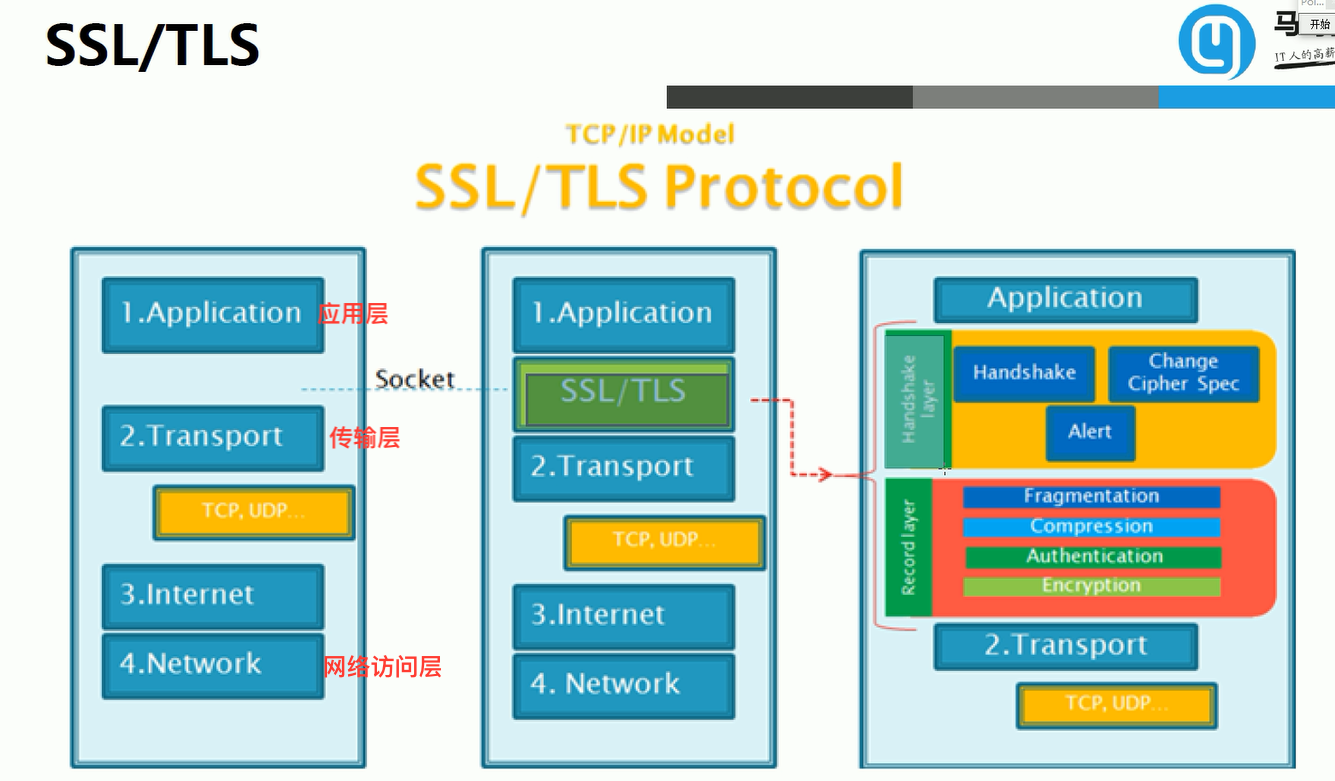 SSL/TLS
马
Pol...
开始
IT人的高薪
TCP/IP Model
SSL/TLS Protocol
1.Application
应用层
Socket
2.Transport
传输层
TCP, UDP...
3.Internet
4.Network
网络访问层
1.Application
SSL/TLS
2.Transport
TCP, UDP...
3.Internet
4. Network
Application
Handshake
layer
Handshake
Change
Cipher Spec
Alert
Record layer
Fragmentation
Compression
Authentication
Encryption
2.Transport
TCP, UDP...